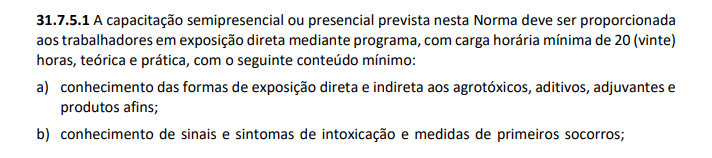 31.7.5.1 A capacitação semipresencial ou presencial prevista nesta Norma deve ser proporcionada
aos trabalhadores em exposição direta mediante programa, com carga horária mínima de 20 (vinte)
horas, teórica e prática, com o seguinte conteúdo mínimo:
a) conhecimento das formas de exposição direta e indireta aos agrotóxicos, aditivos, adjuvantes e
produtos afins;
b) conhecimento de sinais e sintomas de intoxicação e medidas de primeiros socorros;